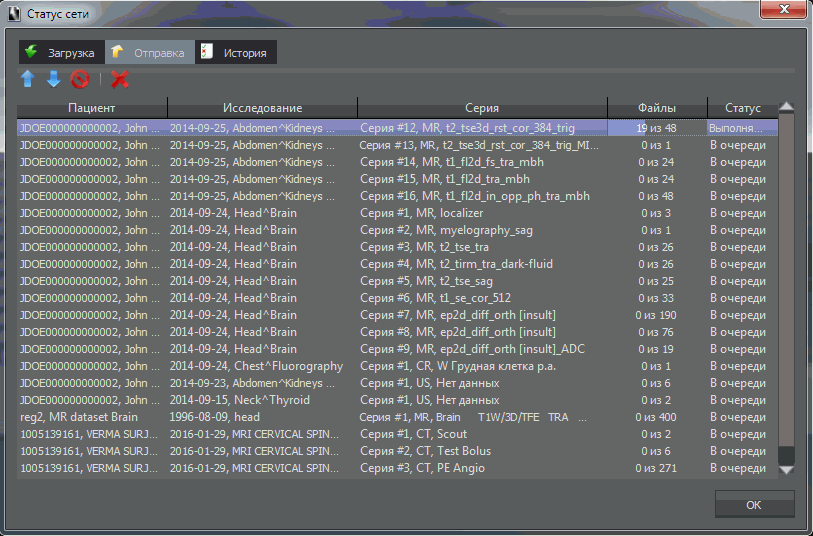 Статус сети
Загрузка Отправка История
Пациент Исследование Серия Файлы Статус
JDOE000000000002, John ... 2014-09-25, Abdomen^Kidneys ... Серия #12, MR, t2_tse3d_rst_cor_384_trig 19 из 48 Выполня...
JDOE000000000002, John ... 2014-09-25, Abdomen^Kidneys ... Серия #13, MR, t2_tse3d_rst_cor_384_trig_MI... 0 из 1 В очереди
JDOE000000000002, John ... 2014-09-25, Abdomen^Kidneys ... Серия #14, MR, t1_fl2d_fs_tra_mbh 0 из 24 В очереди
JDOE000000000002, John ... 2014-09-25, Abdomen^Kidneys ... Серия #15, MR, t1_fl2d_tra_mbh 0 из 24 В очереди
JDOE000000000002, John ... 2014-09-25, Abdomen^Kidneys ... Серия #16, MR, t1_fl2d_in_opp_ph_tra_mbh 0 из 48 В очереди
JDOE000000000002, John ... 2014-09-24, Head^Brain Серия #1, MR, localizer 0 из 3 В очереди
JDOE000000000002, John ... 2014-09-24, Head^Brain Серия #2, MR, myelography_sag 0 из 1 В очереди
JDOE000000000002, John ... 2014-09-24, Head^Brain Серия #3, MR, t2_tse_tra 0 из 26 В очереди
JDOE000000000002, John ... 2014-09-24, Head^Brain Серия #4, MR, t2_tirm_tra_dark-fluid 0 из 26 В очереди
JDOE000000000002, John ... 2014-09-24, Head^Brain Серия #5, MR, t2_tse_sag 0 из 25 В очереди
JDOE000000000002, John ... 2014-09-24, Head^Brain Серия #6, MR, t1_se_cor_512 0 из 33 В очереди
JDOE000000000002, John ... 2014-09-24, Head^Brain Серия #7, MR, ep2d_diff_orth [insult] 0 из 190 В очереди
JDOE000000000002, John ... 2014-09-24, Head^Brain Серия #8, MR, ep2d_diff_orth [insult] 0 из 76 В очереди
JDOE000000000002, John ... 2014-09-24, Head^Brain Серия #9, MR, ep2d_diff_orth [insult]_ADC 0 из 19 В очереди
JDOE000000000002, John ... 2014-09-24, Chest^Fluorography Серия #1, CR, W Грудная клетка p.a. 0 из 1 В очереди
JDOE000000000002, John ... 2014-09-23, Abdomen^Kidneys ... Серия #1, US, Нет данных 0 из 6 В очереди
JDOE000000000002, John ... 2014-09-15, Neck^Thyroid Серия #1, US, Нет данных 0 из 2 В очереди
reg2, MR dataset Brain 1996-08-09, head Серия #1, MR, Brain T1W/3D/TFE TRA ... 0 из 400 В очереди
1005139161, VERMA SURJ... 2016-01-29, MRI CERVICAL SPIN... Серия #1, CT, Scout 0 из 2 В очереди
1005139161, VERMA SURJ... 2016-01-29, MRI CERVICAL SPIN... Серия #2, CT, Test Bolus 0 из 6 В очереди
1005139161, VERMA SURJ... 2016-01-29, MRI CERVICAL SPIN... Серия #3, CT, PE Angio 0 из 271 В очереди
OK